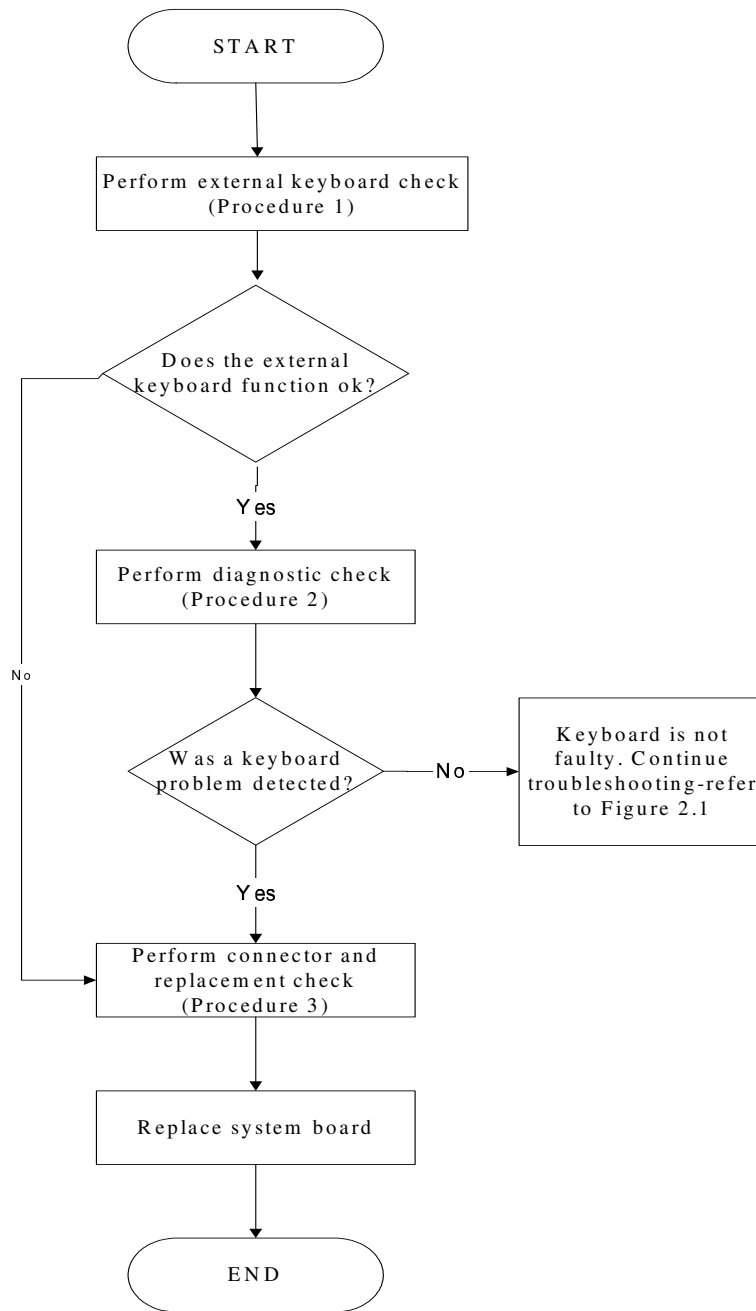 START
Perform external keyboard check
(Procedure 1)
Does the external
keyboard function ok?
Yes
Perform diagnostic check
(Procedure 2)
No
Was a keyboard
problem detected?
No
Keyboard is not
faulty. Continue
troubleshooting-refer
to Figure 2.1
Yes
Perform connector and
replacement check
(Procedure 3)
Replace system board
END